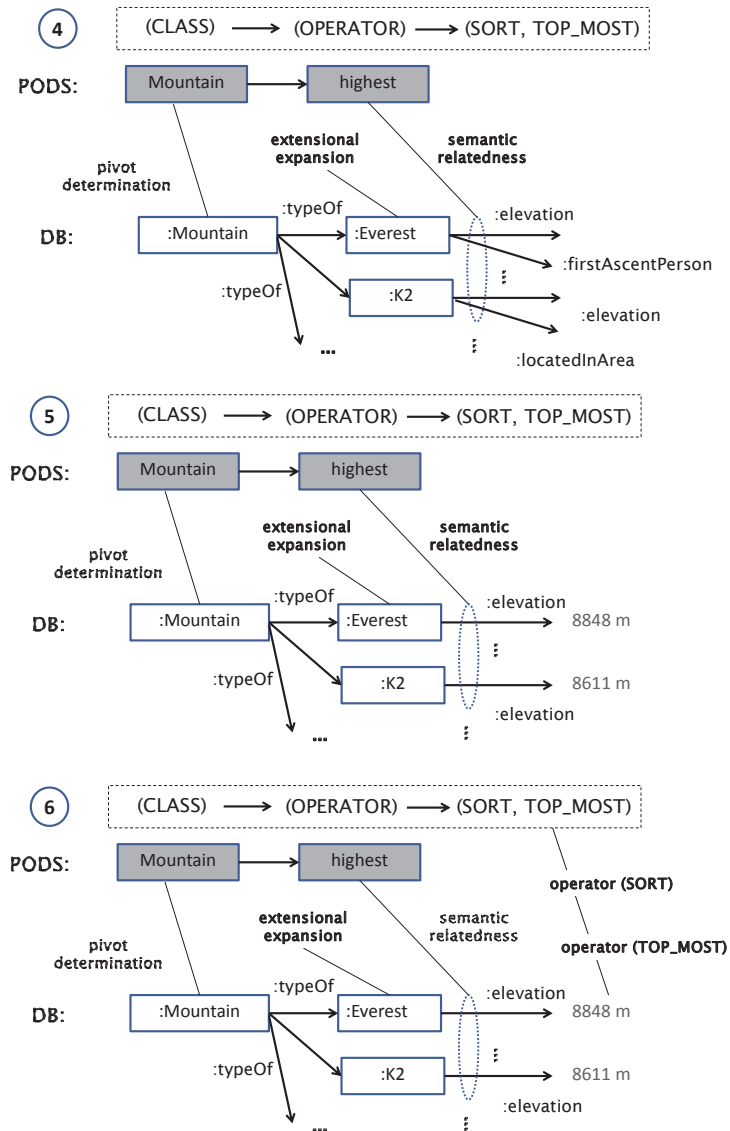 4
(CLASS) (OPERATOR) (SORT, TOP_MOST)
PODS:
Mountain
highest
extensional
expansion
semantic
relatedness
pivot
determination
:typeOf
:elevation
DB:
:Mountain
:Everest
:firstAscentPerson
...
:typeOf
:K2
:elevation
...
...
:locatedInArea
5
(CLASS) (OPERATOR) (SORT, TOP_MOST)
PODS:
Mountain
highest
extensional
expansion
semantic
relatedness
pivot
determination
:typeOf
:elevation
DB:
:Mountain
:Everest
8848 m
...
:typeOf
:K2
8611 m
:elevation
...
...
6
(CLASS) (OPERATOR) (SORT, TOP_MOST)
PODS:
Mountain
highest
operator (SORT)
extensional
expansion
semantic
relatedness
pivot
determination
operator (TOP_MOST)
:typeOf
:elevation
DB:
:Mountain
:Everest
8848 m
...
:typeOf
:K2
8611 m
:elevation
...
...